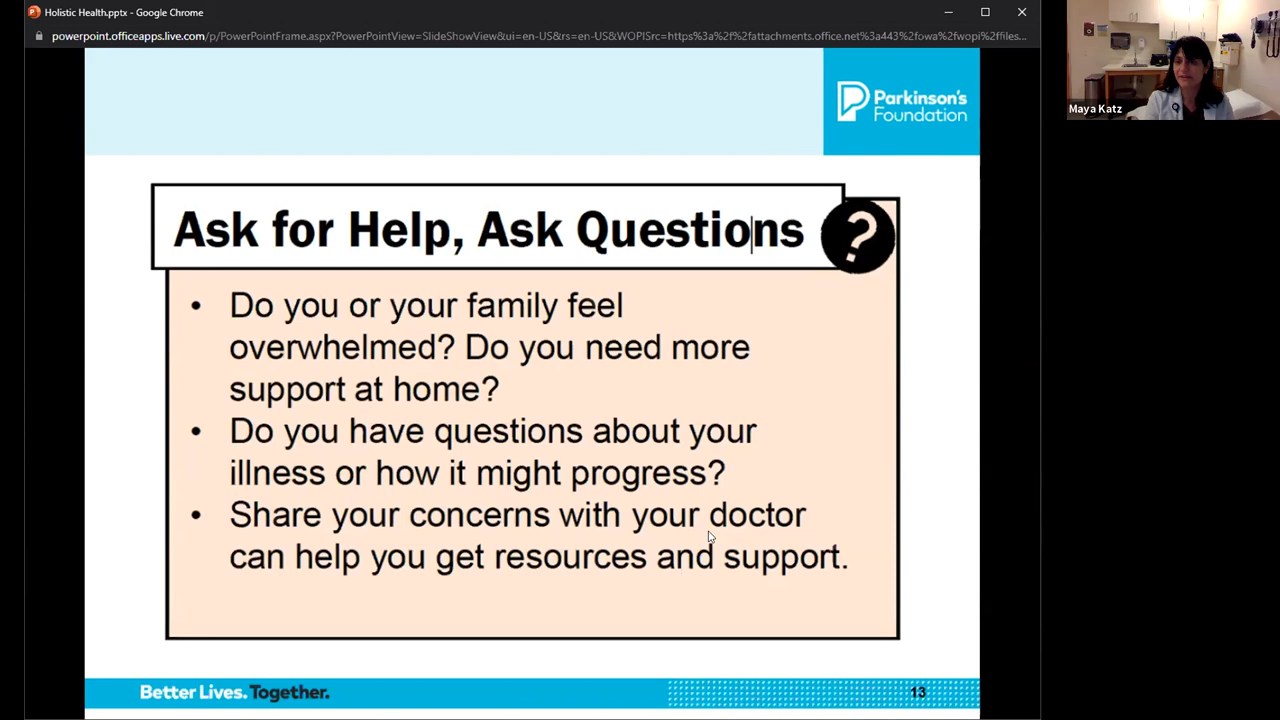 Holistic Health.pptx - Google Chrome
powerpoint.officeapps.live.com/p/PowerPointFrame.aspx?PowerPointView=SlideShowView&ui=en-US&rs=en-US&WOPISrc=https%3a%2f%2fattachments.office.net%3a443%2fowa%2fwopi%2ffiles...
Maya Katz
Parkinson's
Foundation
Ask for Help, Ask Questions
?
• Do you or your family feel
overwhelmed? Do you need more
support at home?
• Do you have questions about your
illness or how it might progress?
• Share your concerns with your doctor
can help you get resources and support.
Better Lives. Together.
13